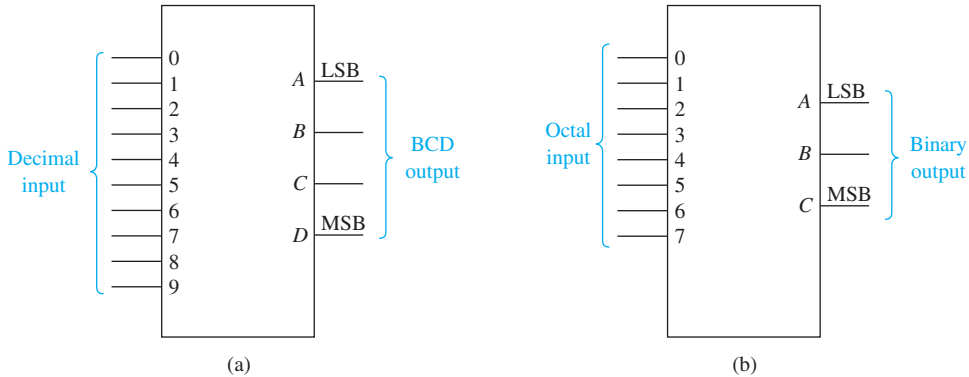 Decimal
input
0
1
2
3
4
5
6
7
8
9
A
B
C
D
LSB
MSB
BCD
output
(a)
Octal
input
0
1
2
3
4
5
6
7
A
B
C
LSB
MSB
Binary
output
(b)